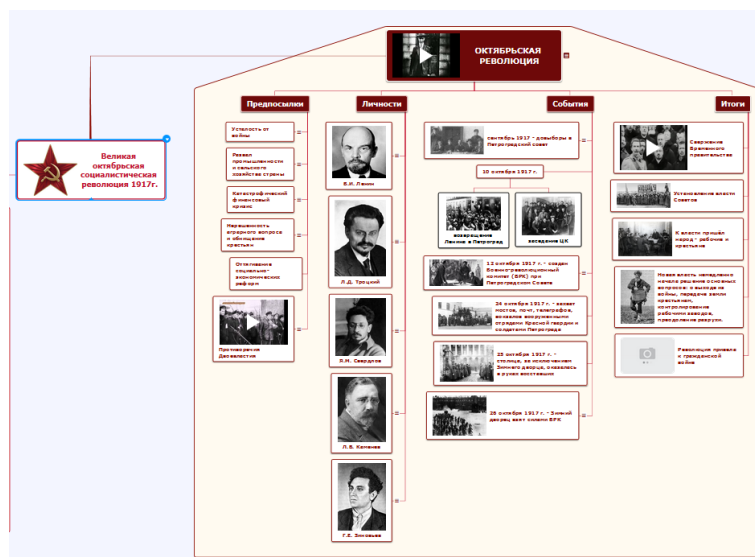 ОКТЯБРЬСКАЯ
РЕВОЛЮЦИЯ
Великая
октябрьская
социалистическая
революция 1917г.
Предпосылки
Усталость от
войны
Развал
промышленности
и сельского
хозяйства страны
Катастрофический
финансовый
кризис
Нерешенность
аграрного вопроса
и обнищание
крестьян
Оттягивание
социально-
экономических
реформ
Противоречия
Двоевластия
Личности
В.И. Ленин
Л.Д. Троцкий
Я.М. Свердлов
Л.Б. Каменев
Г.Е. Зиновьев
События
сентябрь 1917 - довыборы в
Петроградский совет
10 октября 1917 г.
возвращение
Ленина в Петроград
заседание ЦК
12 октября 1917 г. - создан
Военно-революционный
комитет (ВРК) при
Петроградском Совете
24 октября 1917 г. - захват
мостов, почт, телеграфов,
вокзалов вооруженными
отрядами Красной гвардии и
солдатами Петрограда
25 октября 1917 г. -
столица, за исключением
Зимнего дворца, оказалась
в руках восставших
26 октября 1917 г. - Зимний
дворец взят силами ВРК
Итоги
Свержение
Временного
правительства
Установление власти
Советов
К власти пришёл
народ - рабочие и
крестьяне
Новая власть немедленно
начала решение основных
вопросов: о выходе из
войны, передача земли
крестьянам,
контролирование
рабочими заводов,
преодоление разрухи.
Революция привела
к гражданской
войне